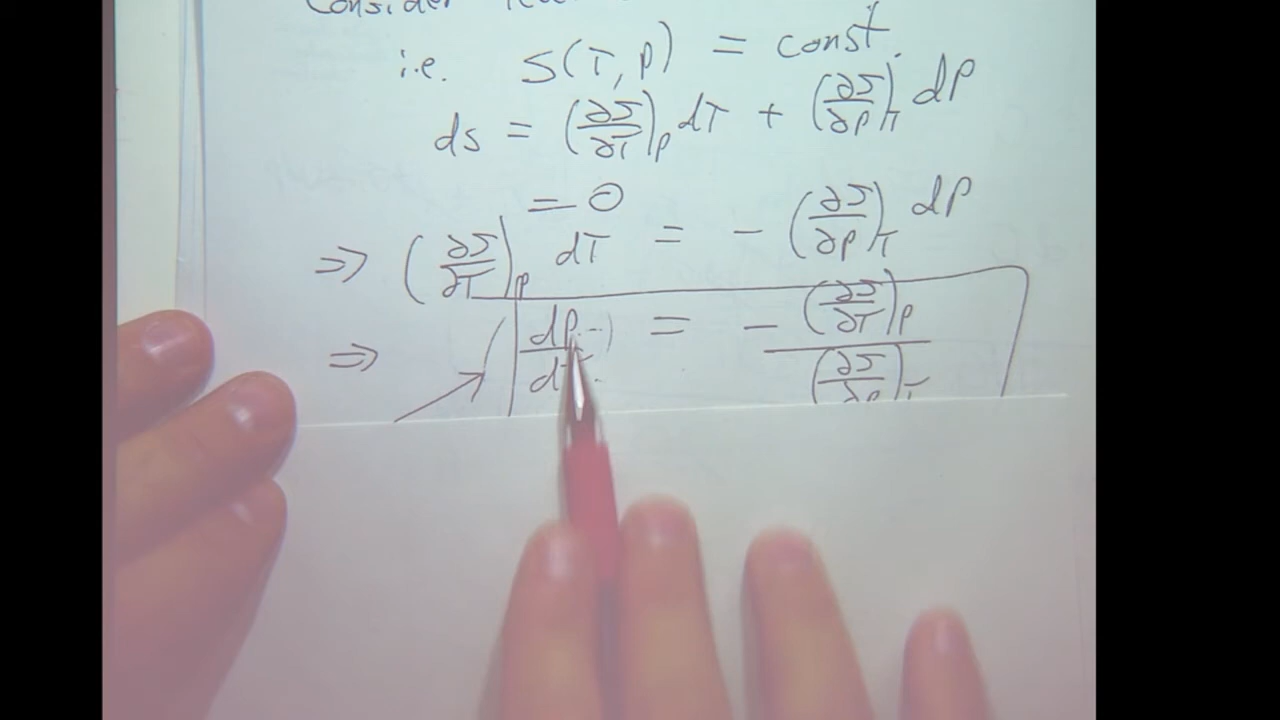 Consider
i.e. S(T, P) = const.
ds = (∂S/∂T)_P dT + (∂S/∂P)_T dP
= 0
⇒ (∂S/∂T)_P dT = - (∂S/∂P)_T dP
⇒ dP/dT = - (∂S/∂T)_P / (∂S/∂P)_T